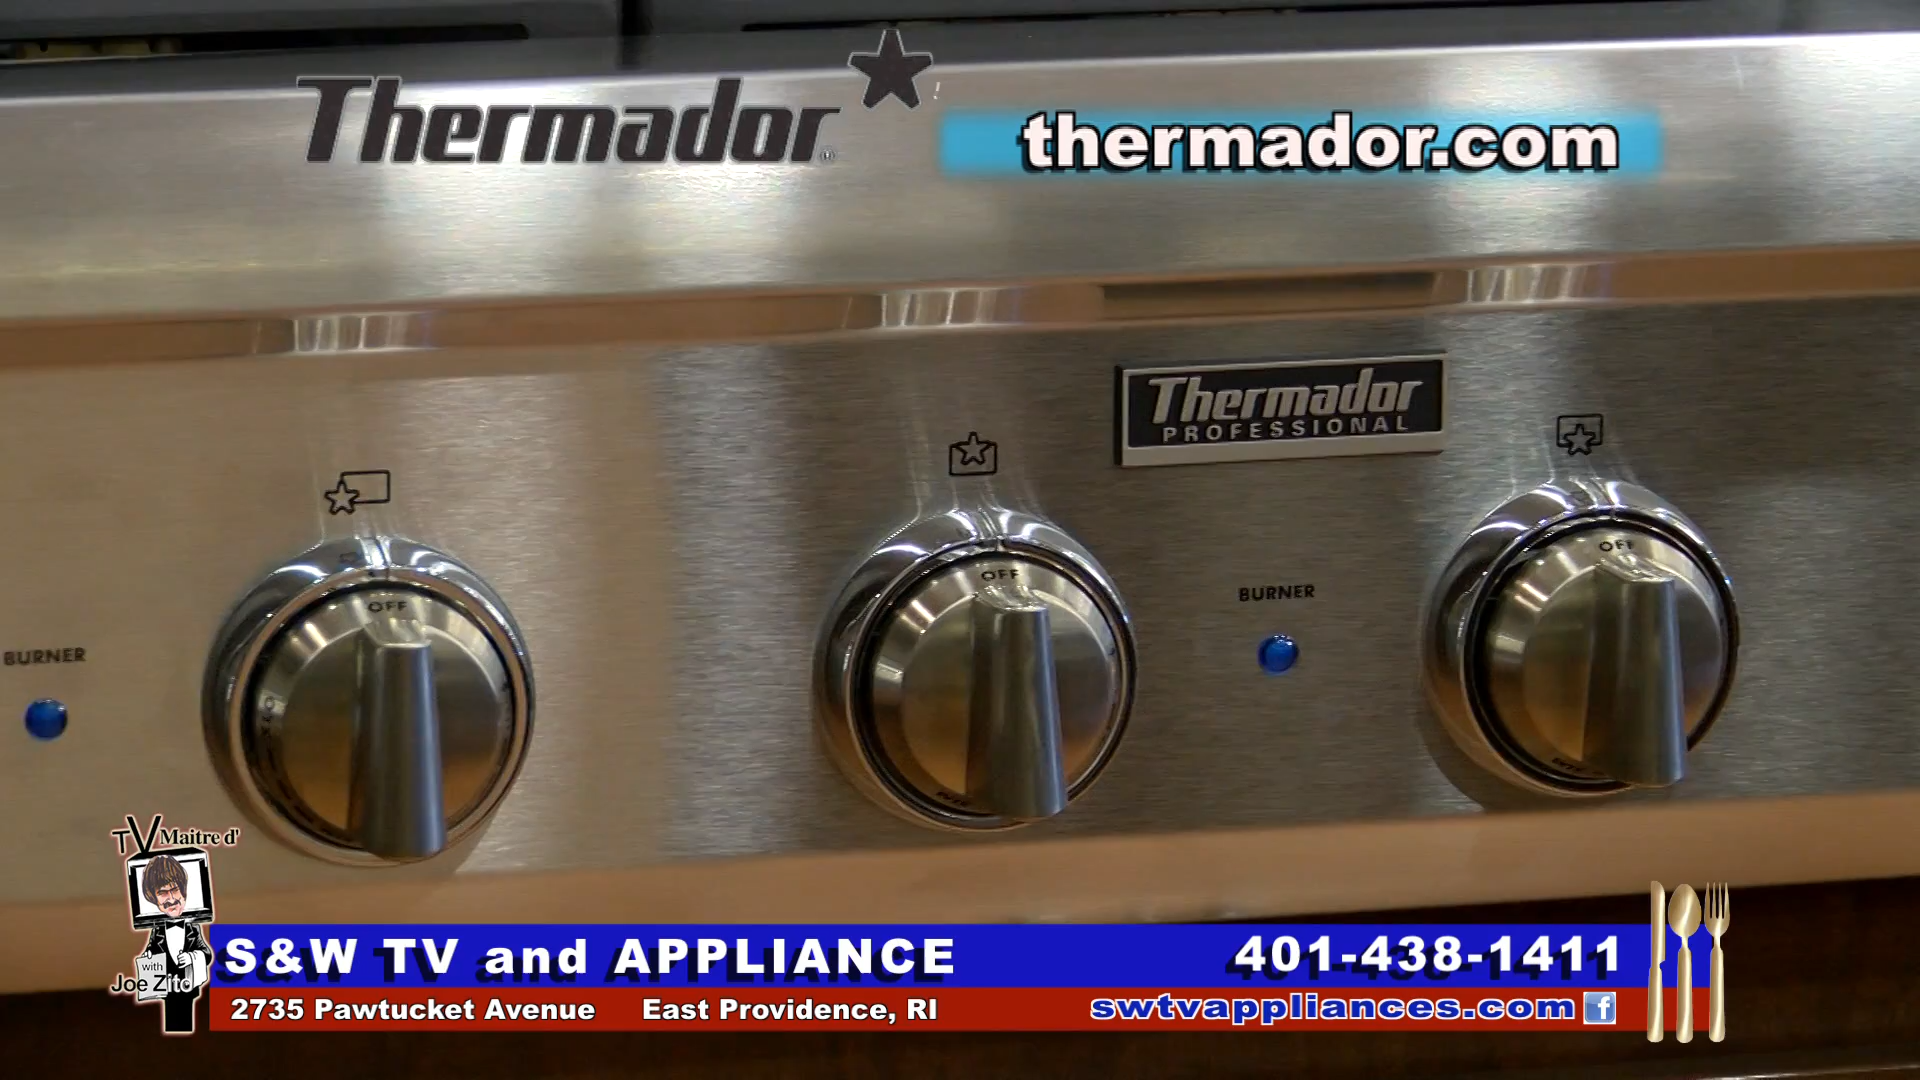 Thermador®
thermador.com
Thermador
PROFESSIONAL
OFF
OFF
OFF
BURNER
BURNER
TV Maitre d'
with
Joe Zito
S&W TV and APPLIANCE 401-438-1411
2735 Pawtucket Avenue East Providence, RI swtvappliances.com f